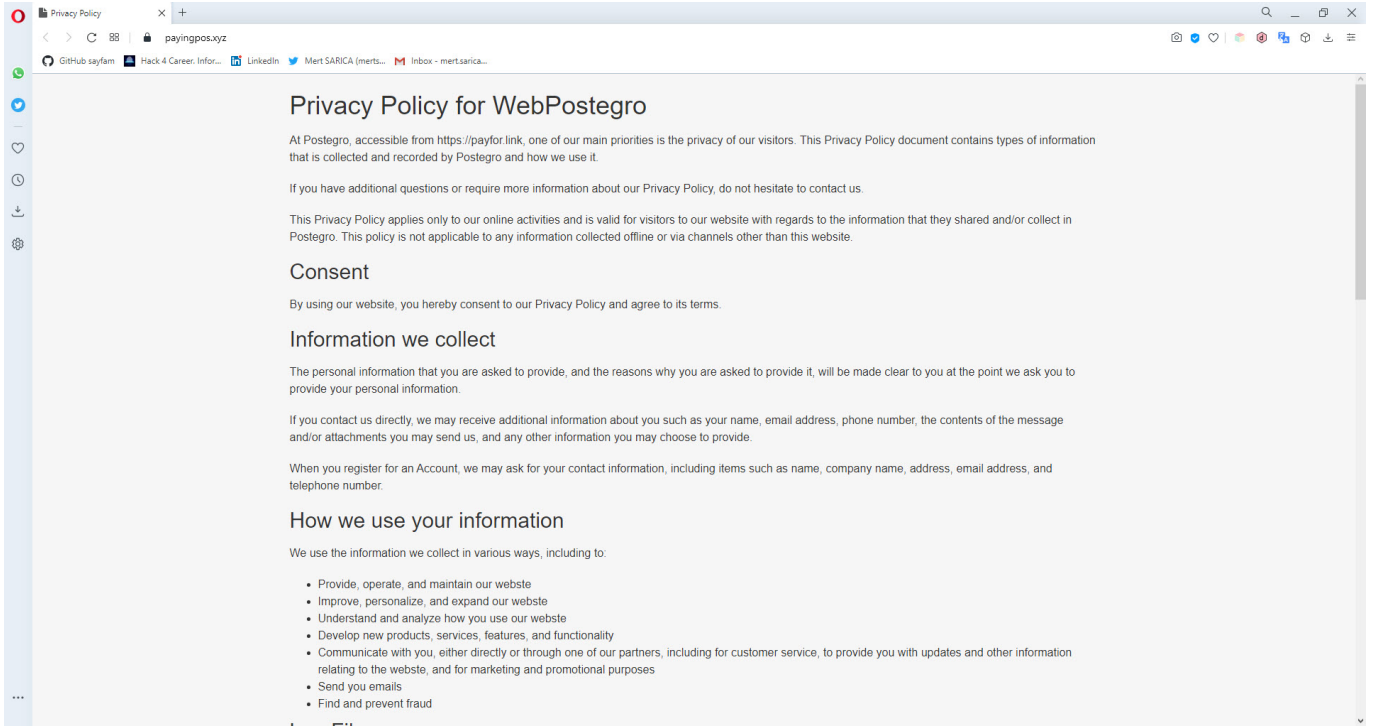 Privacy Policy
payingpos.xyz
GitHub sayfam Hack 4 Career. Infor... LinkedIn Mert SARICA (merts... Inbox - mert.sarica...
Privacy Policy for WebPostegro
At Postegro, accessible from https://payfor.link, one of our main priorities is the privacy of our visitors. This Privacy Policy document contains types of information
that is collected and recorded by Postegro and how we use it.
If you have additional questions or require more information about our Privacy Policy, do not hesitate to contact us.
This Privacy Policy applies only to our online activities and is valid for visitors to our website with regards to the information that they shared and/or collect in
Postegro. This policy is not applicable to any information collected offline or via channels other than this website.
Consent
By using our website, you hereby consent to our Privacy Policy and agree to its terms.
Information we collect
The personal information that you are asked to provide, and the reasons why you are asked to provide it, will be made clear to you at the point we ask you to
provide your personal information.
If you contact us directly, we may receive additional information about you such as your name, email address, phone number, the contents of the message
and/or attachments you may send us, and any other information you may choose to provide.
When you register for an Account, we may ask for your contact information, including items such as name, company name, address, email address, and
telephone number.
How we use your information
We use the information we collect in various ways, including to:
• Provide, operate, and maintain our webste
• Improve, personalize, and expand our webste
• Understand and analyze how you use our webste
• Develop new products, services, features, and functionality
• Communicate with you, either directly or through one of our partners, including for customer service, to provide you with updates and other information
relating to the webste, and for marketing and promotional purposes
• Send you emails
• Find and prevent fraud